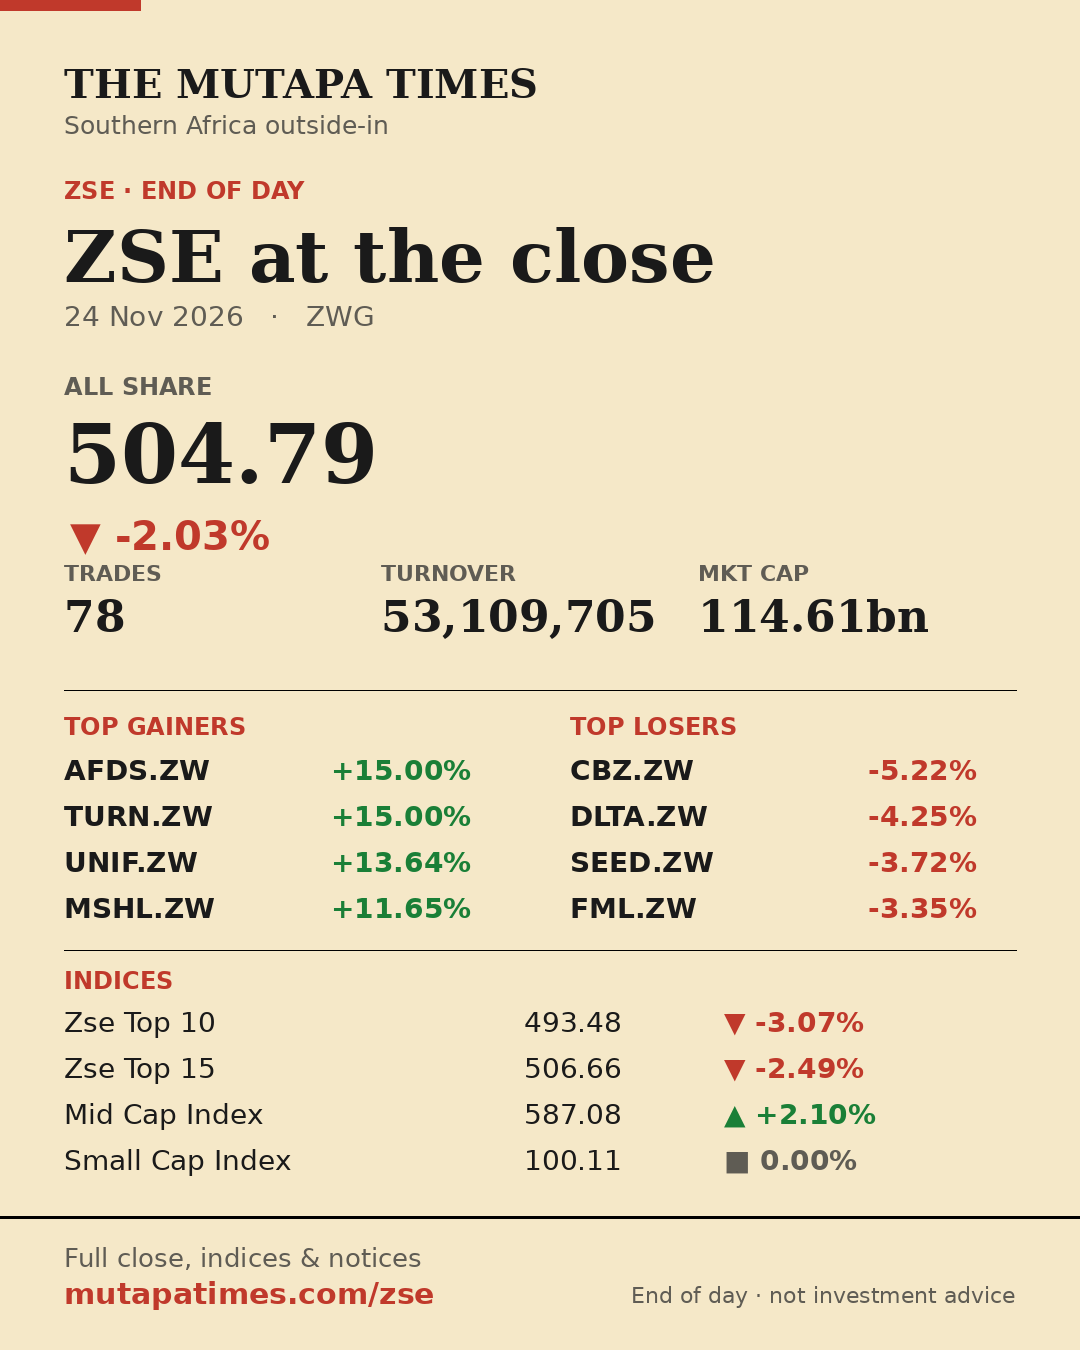 THE MUTAPA TIMES
Southern Africa outside-in
ZSE · END OF DAY
ZSE at the close
24 Nov 2026 · ZWG
ALL SHARE
504.79
▼ -2.03%
TRADES TURNOVER MKT CAP
78 53,109,705 114.61bn
TOP GAINERS TOP LOSERS
AFDS.ZW +15.00% CBZ.ZW -5.22%
TURN.ZW +15.00% DLTA.ZW -4.25%
UNIF.ZW +13.64% SEED.ZW -3.72%
MSHL.ZW +11.65% FML.ZW -3.35%
INDICES
Zse Top 10 493.48 ▼ -3.07%
Zse Top 15 506.66 ▼ -2.49%
Mid Cap Index 587.08 ▲ +2.10%
Small Cap Index 100.11 ■ 0.00%
Full close, indices & notices
mutapatimes.com/zse
End of day · not investment advice